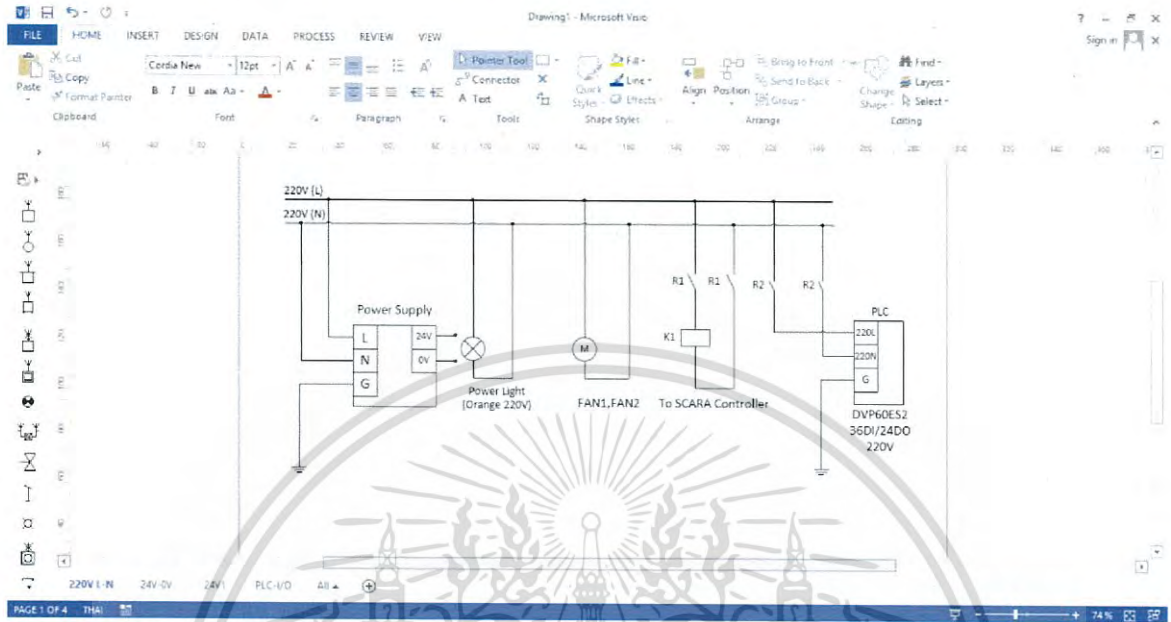 Drawing1 - Microsoft Visio
FILE HOME INSERT DESIGN DATA PROCESS REVIEW VIEW
Sign in
Paste
Cut
Copy
Format Painter
Cordia New 12pt
B I U abc Aa A
Pointer Tool
Connector
A Text
Quick Styles
Fill
Line
Effects
Align
Position
Bring to Front
Send to Back
Group
Change Shape
Find
Layers
Select
Clipboard Font Paragraph Tools Shape Styles Arrange Editing
220V (L)
220V (N)
R1 R1 R2 R2
Power Supply
PLC
L 24V
N 0V
G
M
K1
220L
220N
G
Power Light
(Orange 220V)
FAN1,FAN2
To SCARA Controller
DVP60ES2
36DI/24DO
220V
220V L-N 24V-0V 24V1 PLC-I/O All
PAGE 1 OF 4 THAI 74%